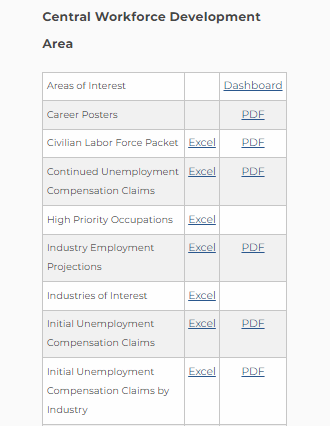 Central Workforce Development
Area
Areas of Interest Dashboard
Career Posters PDF
Civilian Labor Force Packet Excel PDF
Continued Unemployment Excel PDF
Compensation Claims
High Priority Occupations Excel
Industry Employment Excel PDF
Projections
Industries of Interest Excel
Initial Unemployment Excel PDF
Compensation Claims
Initial Unemployment Excel PDF
Compensation Claims by
Industry